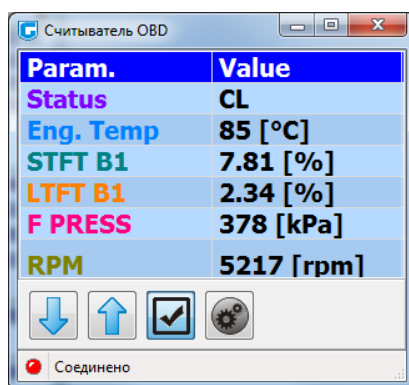 Считыватель OBD
Param. Value
Status CL
Eng. Temp 85 [°C]
STFT B1 7.81 [%]
LTFT B1 2.34 [%]
F PRESS 378 [kPa]
RPM 5217 [rpm]
Соединено